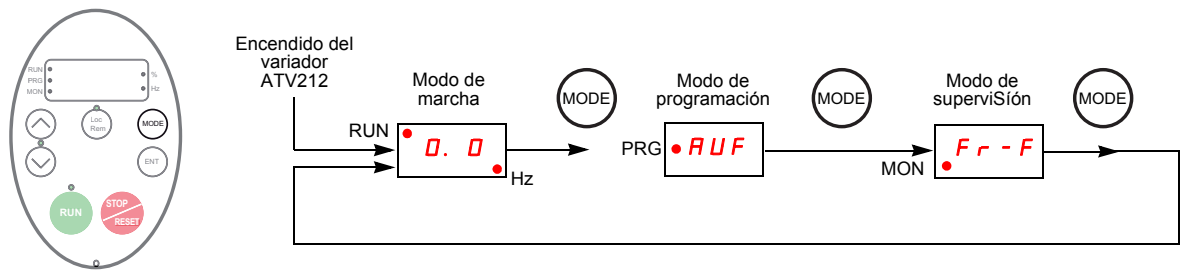 RUN
PRG
MON
%
Hz
Loc
Rem
MODE
ENT
RUN
STOP
RESET
Encendido del
variador
ATV212
Modo de
marcha
RUN
0. 0
Hz
MODE
Modo de
programación
PRG
AUF
MODE
Modo de
superviSíón
MON
Fr-F
MODE